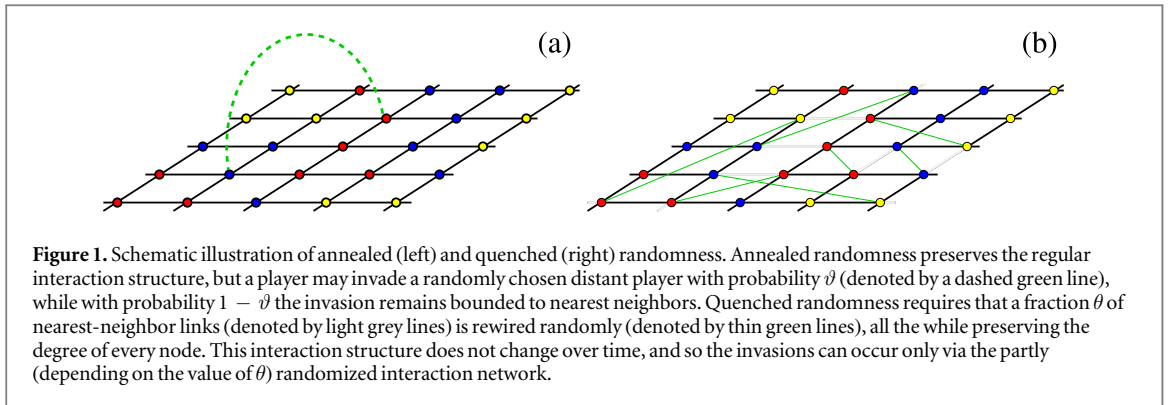 (a)
(b)
Figure 1. Schematic illustration of annealed (left) and quenched (right) randomness. Annealed randomness preserves the regular
interaction structure, but a player may invade a randomly chosen distant player with probability ϑ (denoted by a dashed green line),
while with probability 1 − ϑ the invasion remains bounded to nearest neighbors. Quenched randomness requires that a fraction θ of
nearest-neighbor links (denoted by light grey lines) is rewired randomly (denoted by thin green lines), all the while preserving the
degree of every node. This interaction structure does not change over time, and so the invasions can occur only via the partly
(depending on the value of θ) randomized interaction network.